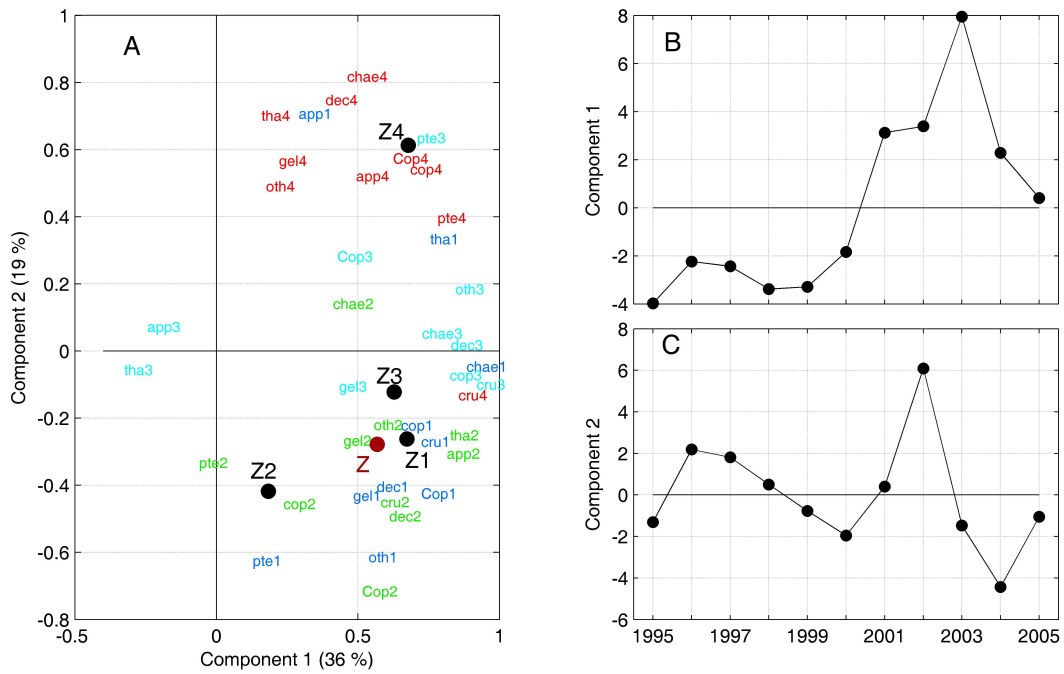 A
1
0.8
0.6
0.4
0.2
0
-0.2
-0.4
-0.6
-0.8
Component 2 (19 %)
chae4
dec4
tha4
app1
Z4
pte3
Cop4
gel4
cop4
app4
oth4
pte4
tha1
Cop3
oth3
chae2
app3
chae3
dec3
tha3
chae1
Z3
cop3
gel3
cru3
cru4
oth2
cop1
tha2
gel2
cru1
app2
Z
Z1
pte2
Z2
dec1
gel1
Cop1
cop2
cru2
dec2
pte1
oth1
Cop2
-0.5
0
0.5
1
Component 1 (36 %)
B
8
6
4
2
0
-2
-4
Component 1
C
8
6
4
2
0
-2
-4
-6
Component 2
1995
1997
1999
2001
2003
2005